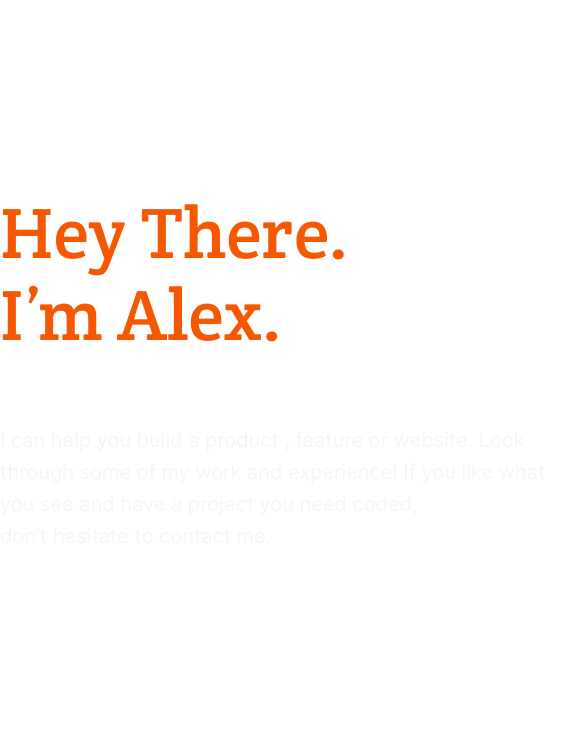 Hey There.
I’m Alex.
I can help you build a product , feature or website. Look
through some of my work and experience! If you like what
you see and have a project you need coded,
don’t hesitate to contact me.